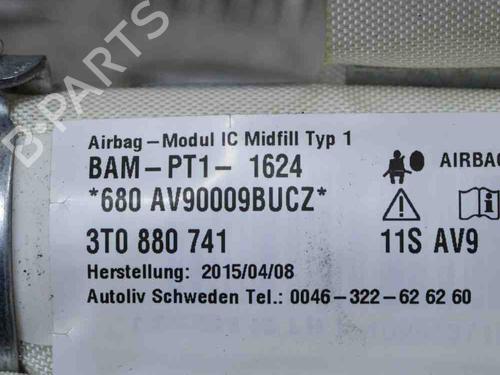 B-PARTS
Airbag-Modul IC Midfill Typ 1
BAM-PT1- 1624
AIRBAG
*680 AV90009BUCZ*
3T0 880 741 11S AV9
Herstellung: 2015/04/08
Autoliv Schweden Tel.: 0046-322-62 62 60